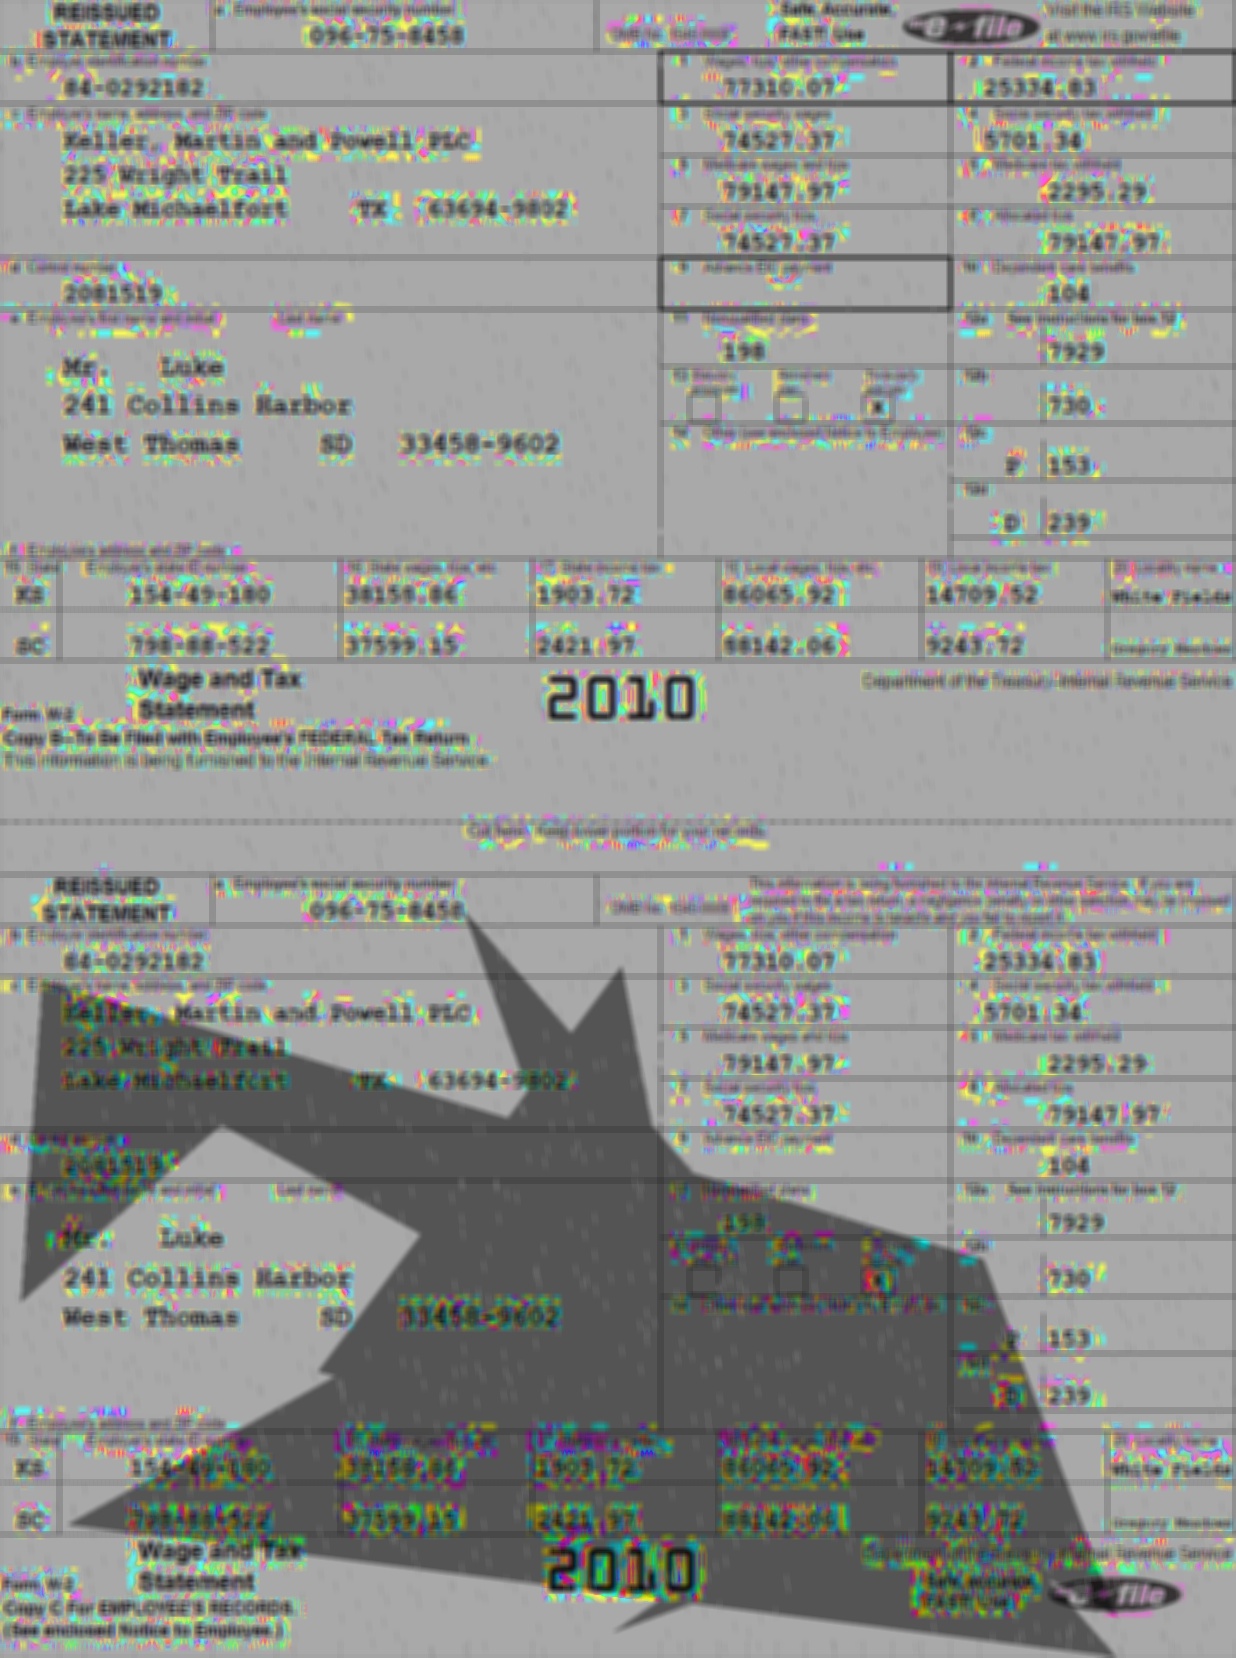 REISSUED STATEMENT
a Employee's social security number
096-75-8458
OMB No. 1545-0008
Safe, Accurate, FAST! Use
e-file
Visit the IRS Website at www.irs.gov/efile
b Employer identification number
84-0292182
1 Wages, tips, other compensation
77310.07
2 Federal income tax withheld
25334.83
c Employer's name, address, and ZIP code
Keller, Martin and Powell PLC
225 Wright Trail
Lake Michaelfort TX 63694-9802
3 Social security wages
74527.37
4 Social security tax withheld
5701.34
5 Medicare wages and tips
79147.97
6 Medicare tax withheld
2295.29
7 Social security tips
74527.37
8 Allocated tips
79147.97
d Control number
2081519
9 Advance EIC payment
10 Dependent care benefits
104
e Employee's first name and initial Last name
Mr. Luke
241 Collins Harbor
West Thomas SD 33458-9602
11 Nonqualified plans
198
12a See instructions for box 12
7929
13
X
12b
730
14 Other (see enclosed Notice to Employee)
12c
P 153
12d
D 239
f Employee's address and ZIP code
15 State Employer's state ID number 16 State wages, tips, etc. 17 State income tax 18 Local wages, tips, etc. 19 Local income tax 20 Locality name
KS 154-49-180 38158.86 1903.72 86065.92 14709.52 White Fields
SC 798-88-522 37599.15 2421.97 88142.06 9243.72 Gregory
Form W-2
Wage and Tax Statement
2010
Department of the Treasury-Internal Revenue Service
Copy B—To Be Filed with Employee's FEDERAL Tax Return
This information is being furnished to the Internal Revenue Service.
Cut here. Keep lower portion for your records.
REISSUED STATEMENT
a Employee's social security number
096-75-8458
OMB No. 1545-0008
This information is being furnished to the Internal Revenue Service. If you are
required to file a tax return, a negligence penalty or other sanction may be imposed
on you if this income is taxable and you fail to report it.
b Employer identification number
84-0292182
1 Wages, tips, other compensation
77310.07
2 Federal income tax withheld
25334.83
c Employer's name, address, and ZIP code
Keller, Martin and Powell PLC
225 Wright Trail
Lake Michaelfort TX 63694-9802
3 Social security wages
74527.37
4 Social security tax withheld
5701.34
5 Medicare wages and tips
79147.97
6 Medicare tax withheld
2295.29
7 Social security tips
74527.37
8 Allocated tips
79147.97
2081519
9 Advance EIC payment
10 Dependent care benefits
104
Last name
Mr. Luke
241 Collins Harbor
West Thomas SD 33458-9602
Nonqualified plans
198
12a See instructions for box 12
7929
730
P 153
D 239
f Employee's address and ZIP code
15 State Employer's state ID number 20 Locality name
KS 154-49-180 38158.86 1903.72 86065.92 14709.52 White Fields
SC 798-88-522 37599.15 2421.97 88142.06 9243.72 Gregory
Form W-2
Wage and Tax Statement
2010
Department of the Treasury-Internal Revenue Service
Copy C For EMPLOYEE'S RECORDS.
(See enclosed Notice to Employee.)
Safe, Accurate, FAST! Use
e-file